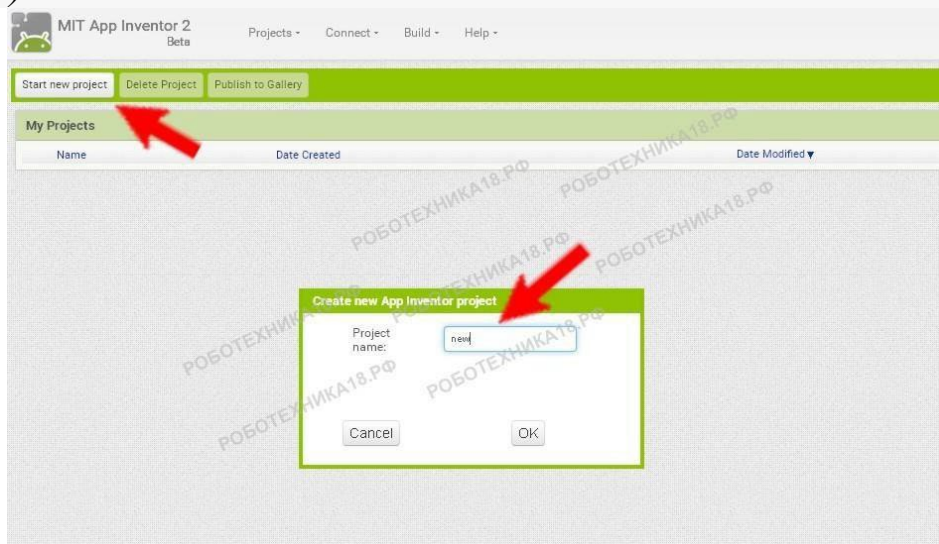 MIT App Inventor 2
Beta
Projects Connect Build Help
Start new project Delete Project Publish to Gallery
My Projects
Name Date Created Date Modified
РОБОТЕХНИКА18.РФ
РОБОТЕХНИКА18.РФ
РОБОТЕХНИКА18.РФ
РОБОТЕХНИКА18.РФ
Create new App Inventor project
Project
name:
new
РОБОТЕХНИКА18.РФ
РОБОТЕХНИКА18.РФ
РОБОТЕХНИКА18.РФ
Cancel OK